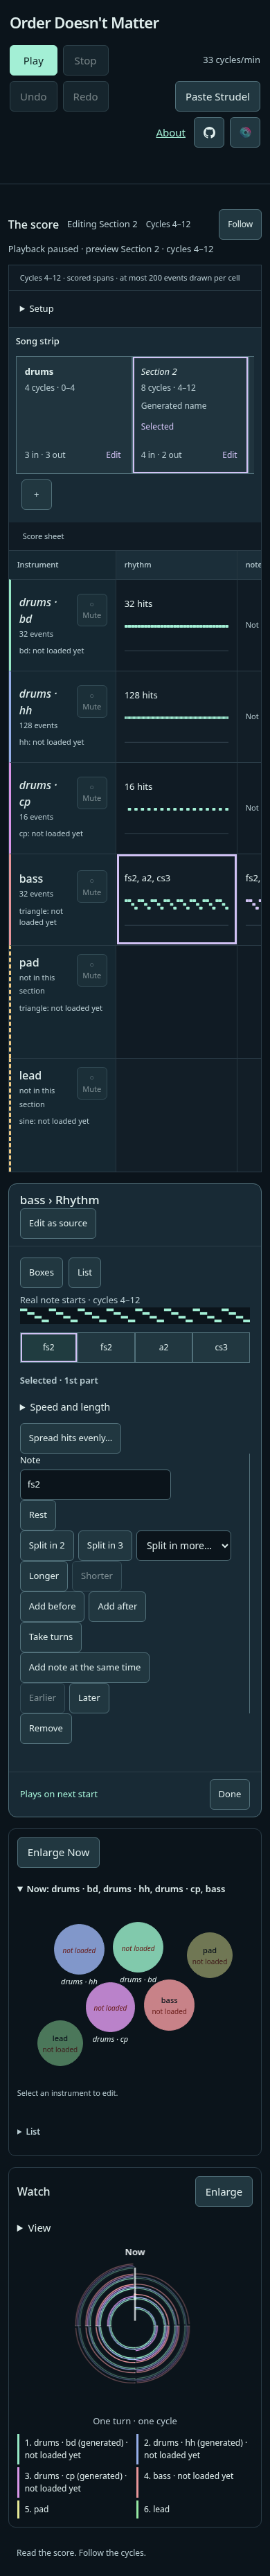 Order Doesn't Matter
Play
Stop
33 cycles/min
Undo
Redo
Paste Strudel
About
The score
Editing Section 2
Cycles 4–12
Follow
Playback paused · preview Section 2 · cycles 4–12
Cycles 4–12 · scored spans · at most 200 events drawn per cell
▶ Setup
Song strip
drums
4 cycles · 0–4
3 in · 3 out
Edit
Section 2
8 cycles · 4–12
Generated name
Selected
4 in · 2 out
Edit
+
Score sheet
Instrument
rhythm
note
drums ·
bd
Mute
32 events
bd: not loaded yet
32 hits
Not
drums ·
hh
Mute
128 events
hh: not loaded yet
128 hits
Not
drums ·
cp
Mute
16 events
cp: not loaded yet
16 hits
Not
bass
Mute
32 events
triangle: not
loaded yet
fs2, a2, cs3
fs2,
pad
Mute
not in this
section
triangle: not loaded yet
lead
Mute
not in this
section
sine: not loaded yet
bass › Rhythm
Edit as source
Boxes
List
Real note starts · cycles 4–12
fs2
fs2
a2
cs3
Selected · 1st part
▶ Speed and length
Spread hits evenly...
Note
fs2
Rest
Split in 2
Split in 3
Split in more...
Longer
Shorter
Add before
Add after
Take turns
Add note at the same time
Earlier
Later
Remove
Plays on next start
Done
Enlarge Now
▼ Now: drums · bd, drums · hh, drums · cp, bass
not loaded
drums · hh
not loaded
drums · bd
pad
not loaded
not loaded
drums · cp
bass
not loaded
lead
not loaded
Select an instrument to edit.
▶ List
Watch
Enlarge
▶ View
Now
One turn · one cycle
1. drums · bd (generated) ·
not loaded yet
2. drums · hh (generated) ·
not loaded yet
3. drums · cp (generated) ·
not loaded yet
4. bass · not loaded yet
5. pad
6. lead
Read the score. Follow the cycles.